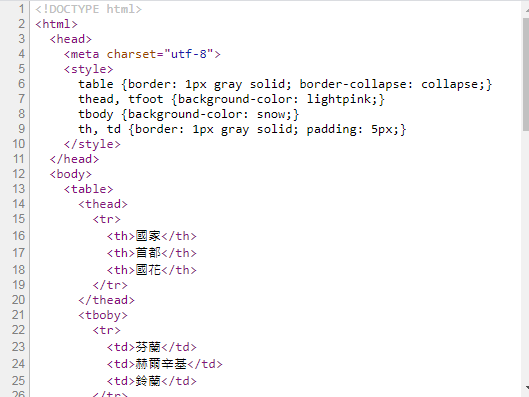 1 <!DOCTYPE html>
2 <html>
3 <head>
4 <meta charset="utf-8">
5 <style>
6 table {border: 1px gray solid; border-collapse: collapse;}
7 thead, tfoot {background-color: lightpink;}
8 tbody {background-color: snow;}
9 th, td {border: 1px gray solid; padding: 5px;}
10 </style>
11 </head>
12 <body>
13 <table>
14 <thead>
15 <tr>
16 <th>國家</th>
17 <th>首都</th>
18 <th>國花</th>
19 </tr>
20 </thead>
21 <tboby>
22 <tr>
23 <td>芬蘭</td>
24 <td>赫爾辛基</td>
25 <td>鈴蘭</td>
26 </tr>